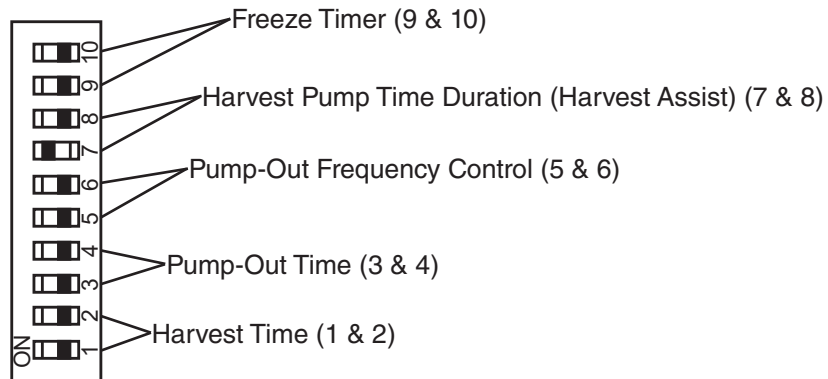 Freeze Timer (9 & 10)
Harvest Pump Time Duration (Harvest Assist) (7 & 8)
Pump-Out Frequency Control (5 & 6)
Pump-Out Time (3 & 4)
Harvest Time (1 & 2)
10
9
8
7
6
5
4
3
2
1
ON